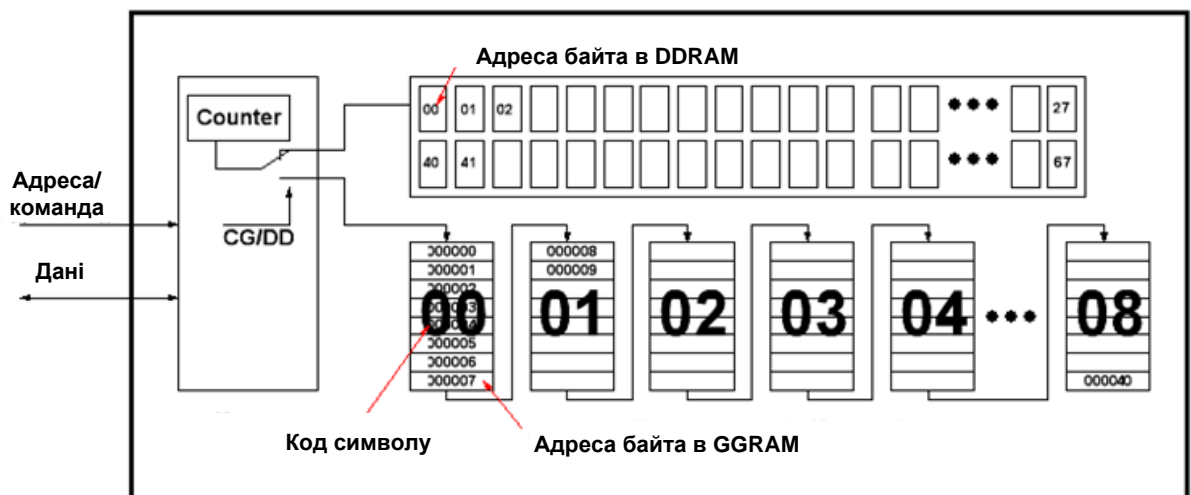 Адреса байта в DDRAM
Counter
00 01 02 ●●● 27
40 41 ●●● 67
Адреса/
команда
CG/DD
Дані
000000 000008
000001 000009
000002
00 01 02 03 04 ●●● 08
000005
000006
000007 000040
Код символу
Адреса байта в GGRAM